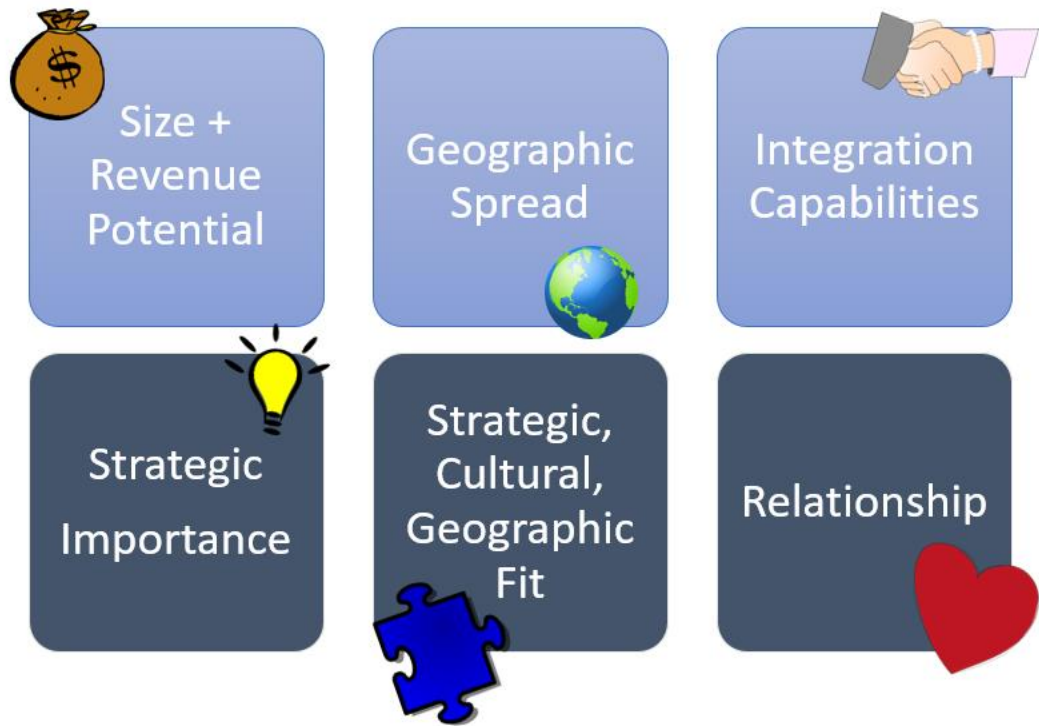 $
Size +
Revenue
Potential
Geographic
Spread
Integration
Capabilities
Strategic
Importance
Strategic,
Cultural,
Geographic
Fit
Relationship